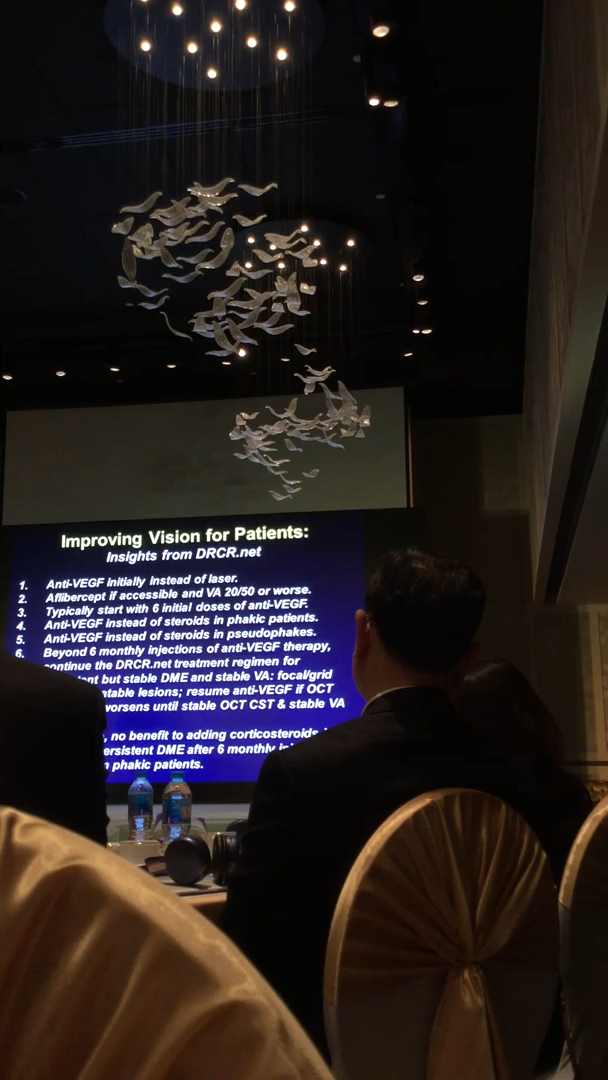 Improving Vision for Patients:
Insights from DRCR.net
1. Anti-VEGF initially instead of laser.
2. Aflibercept if accessible and VA 20/50 or worse.
3. Typically start with 6 initial doses of anti-VEGF.
4. Anti-VEGF instead of steroids in phakic patients.
5. Anti-VEGF instead of steroids in pseudophakes.
6. Beyond 6 monthly injections of anti-VEGF therapy,
continue the DRCR.net treatment regimen for
but stable DME and stable VA: focal/grid
lesions; resume anti-VEGF if OCT
worsens until stable OCT CST & stable VA
, no benefit to adding corticosteroids
DME after 6 monthly
phakic patients.